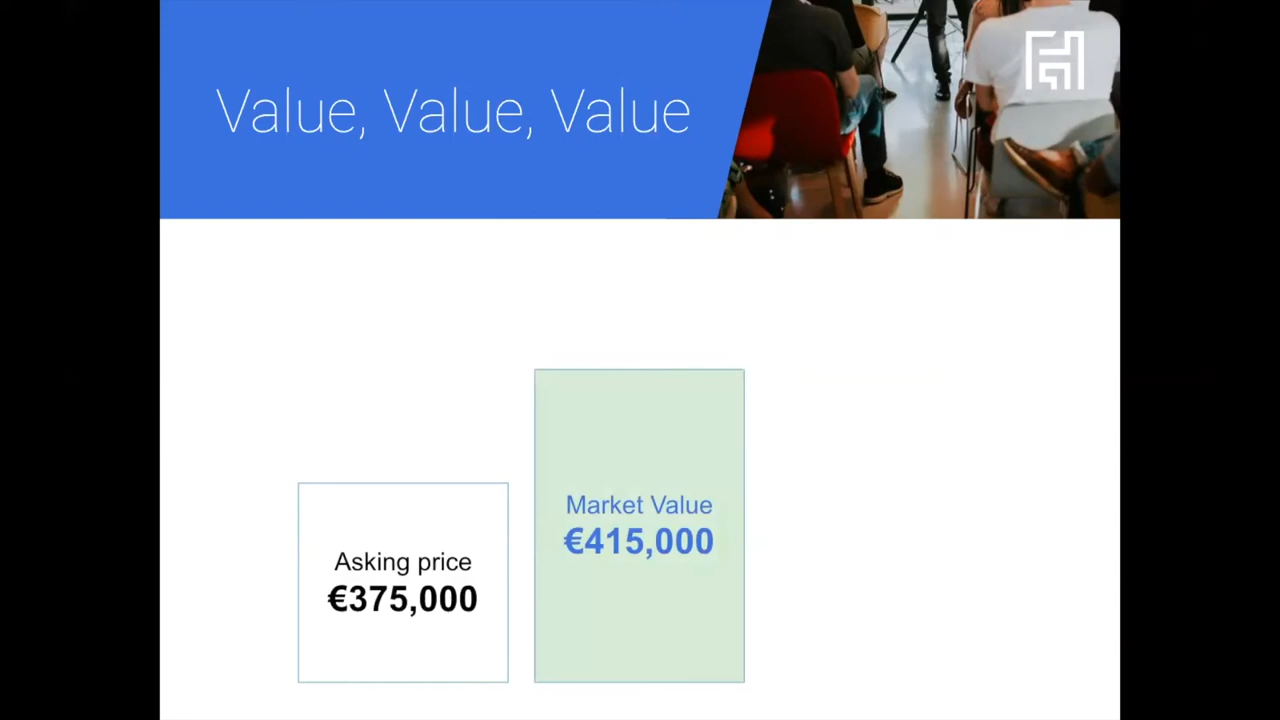 Value, Value, Value
Market Value
€415,000
Asking price
€375,000